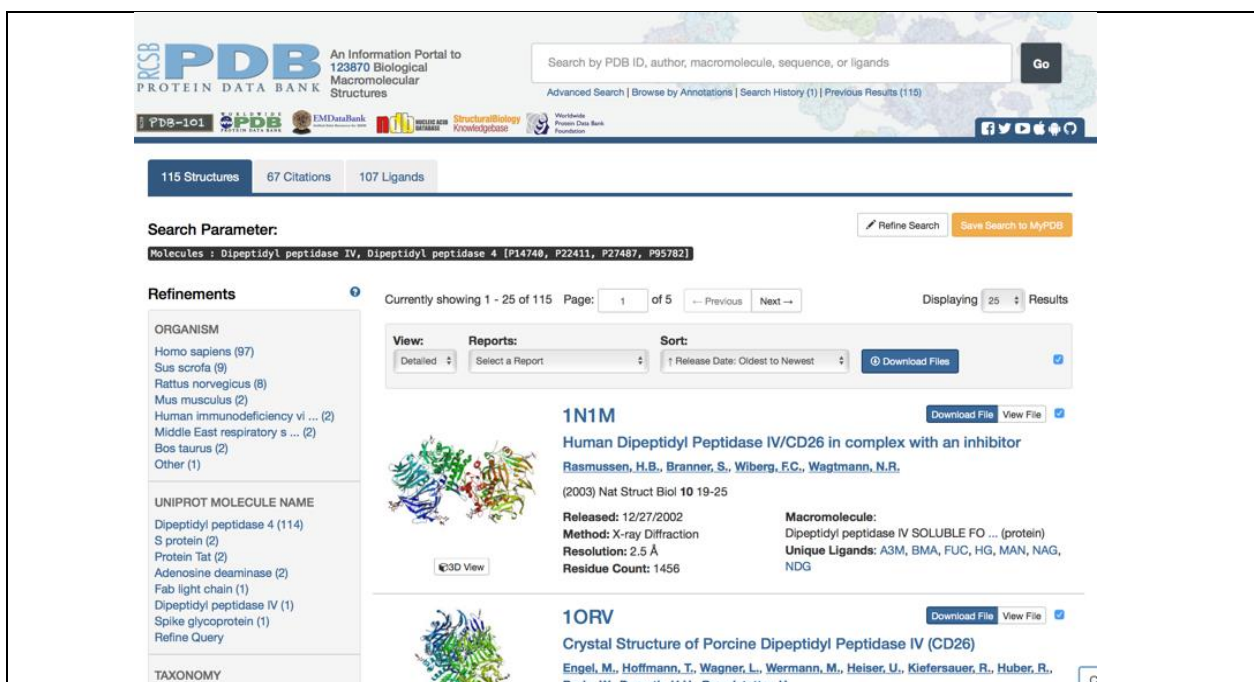 RCSB
PDB
PROTEIN DATA BANK
An Information Portal to
123870 Biological
Macromolecular
Structures
Search by PDB ID, author, macromolecule, sequence, or ligands
Go
Advanced Search | Browse by Annotations | Search History (1) | Previous Results (115)
PDB-101
WORLDWIDE
PDB
PROTEIN DATA BANK
EMDataBank
NUCLEIC ACID
DATABASE
StructuralBiology
Knowledgebase
Worldwide
Protein Data Bank
Foundation
115 Structures
67 Citations
107 Ligands
Search Parameter:
Refine Search
Save Search to MyPDB
Molecules : Dipeptidyl peptidase IV, Dipeptidyl peptidase 4 [P14740, P22411, P27487, P95782]
Refinements
Currently showing 1 - 25 of 115 Page: 1 of 5 ← Previous Next →
Displaying 25 Results
ORGANISM
Homo sapiens (97)
Sus scrofa (9)
Rattus norvegicus (8)
Mus musculus (2)
Human immunodeficiency vi ... (2)
Middle East respiratory s ... (2)
Bos taurus (2)
Other (1)
UNIPROT MOLECULE NAME
Dipeptidyl peptidase 4 (114)
S protein (2)
Protein Tat (2)
Adenosine deaminase (2)
Fab light chain (1)
Dipeptidyl peptidase IV (1)
Spike glycoprotein (1)
Refine Query
TAXONOMY
View: Reports: Sort:
Detailed Select a Report ↑ Release Date: Oldest to Newest Download Files
1N1M
Download File View File
Human Dipeptidyl Peptidase IV/CD26 in complex with an inhibitor
Rasmussen, H.B., Branner, S., Wiberg, F.C., Wagtmann, N.R.
(2003) Nat Struct Biol 10 19-25
Released: 12/27/2002
Method: X-ray Diffraction
Resolution: 2.5 Å
Residue Count: 1456
Macromolecule:
Dipeptidyl peptidase IV SOLUBLE FO ... (protein)
Unique Ligands: A3M, BMA, FUC, HG, MAN, NAG,
NDG
3D View
1ORV
Download File View File
Crystal Structure of Porcine Dipeptidyl Peptidase IV (CD26)
Engel, M., Hoffmann, T., Wagner, L., Wermann, M., Heiser, U., Kiefersauer, R., Huber, R.,